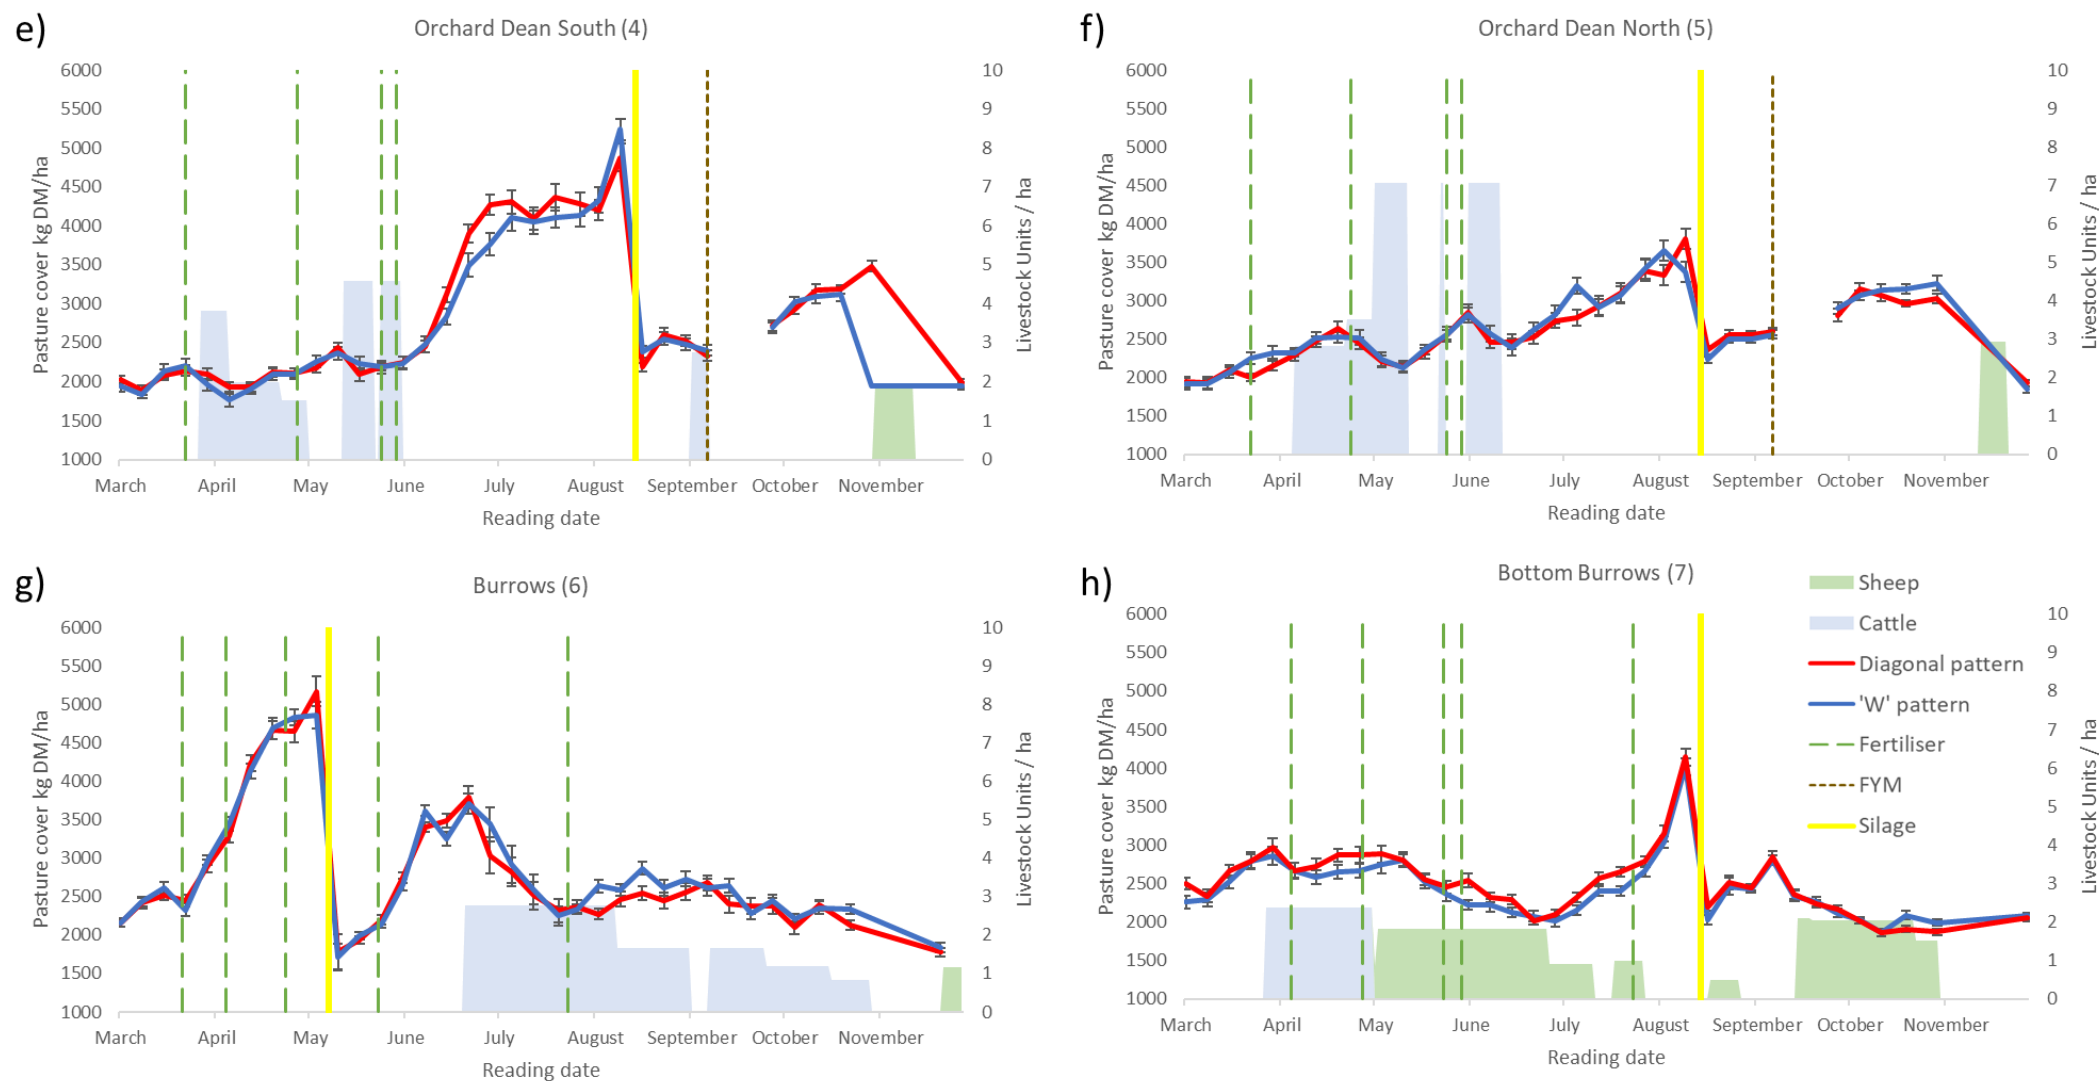 e)
Orchard Dean South (4)
6000
5500
5000
4500
4000
3500
3000
2500
2000
1500
1000
Pasture cover kg DM/ha
10
9
8
7
6
5
4
3
2
1
0
Livestock Units / ha
March April May June July August September October November
Reading date
f)
Orchard Dean North (5)
6000
5500
5000
4500
4000
3500
3000
2500
2000
1500
1000
Pasture cover kg DM/ha
10
9
8
7
6
5
4
3
2
1
0
Livestock Units / ha
March April May June July August September October November
Reading date
g)
Burrows (6)
6000
5500
5000
4500
4000
3500
3000
2500
2000
1500
1000
Pasture cover kg DM/ha
10
9
8
7
6
5
4
3
2
1
0
Livestock Units / ha
March April May June July August September October November
Reading date
h)
Bottom Burrows (7)
6000
5500
5000
4500
4000
3500
3000
2500
2000
1500
1000
Pasture cover kg DM/ha
10
9
8
7
6
5
4
3
2
1
0
Livestock Units / ha
March April May June July August September October November
Reading date
Sheep
Cattle
Diagonal pattern
'W' pattern
Fertiliser
FYM
Silage